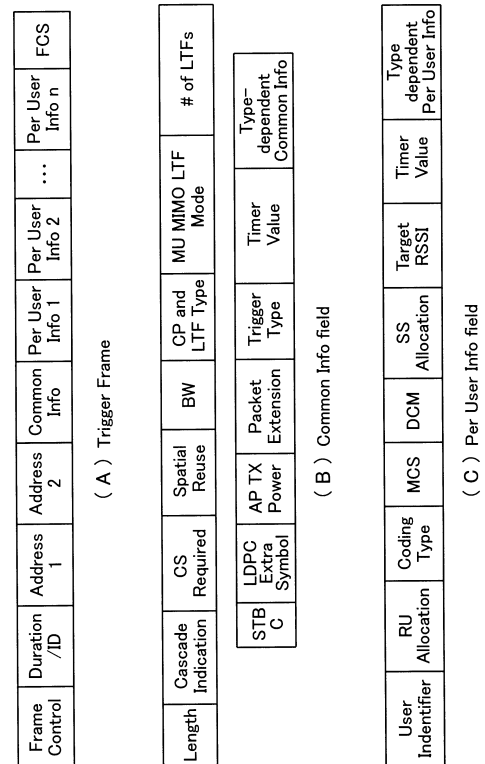 Frame
Control
Duration
/ID
Address
1
Address
2
Common
Info
Per User
Info 1
Per User
Info 2
...
Per User
Info n
FCS
( A ) Trigger Frame
Length
Cascade
Indication
CS
Required
Spatial
Reuse
BW
CP and
LTF Type
MU MIMO LTF
Mode
# of LTFs
STB
C
LDPC
Extra
Symbol
AP TX
Power
Packet
Extension
Trigger
Type
Timer
Value
Type-
dependent
Common Info
( B ) Common Info field
User
Indentifier
RU
Allocation
Coding
Type
MCS
DCM
SS
Allocation
Target
RSSI
Timer
Value
Type
dependent
Per User Info
( C ) Per User Info field